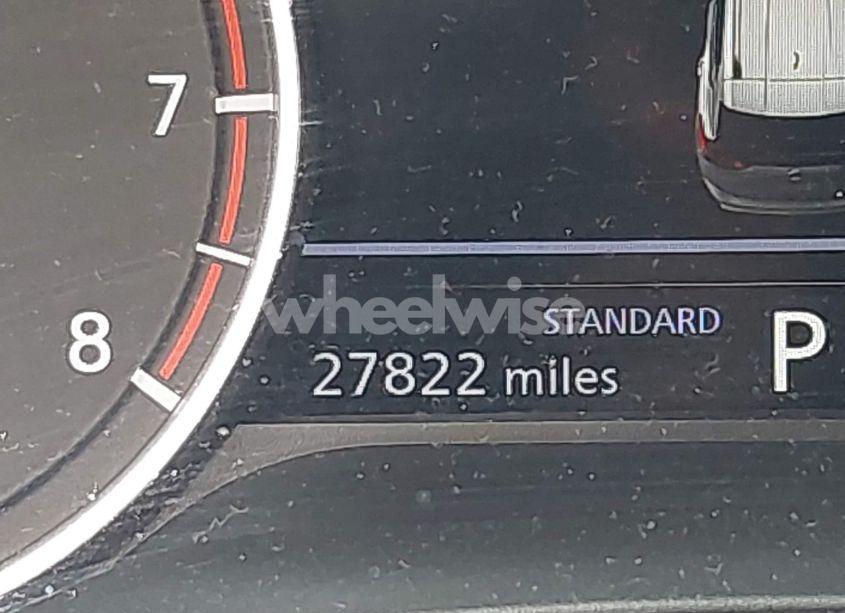 7
8
wheelwise
STANDARD
P
27822 miles